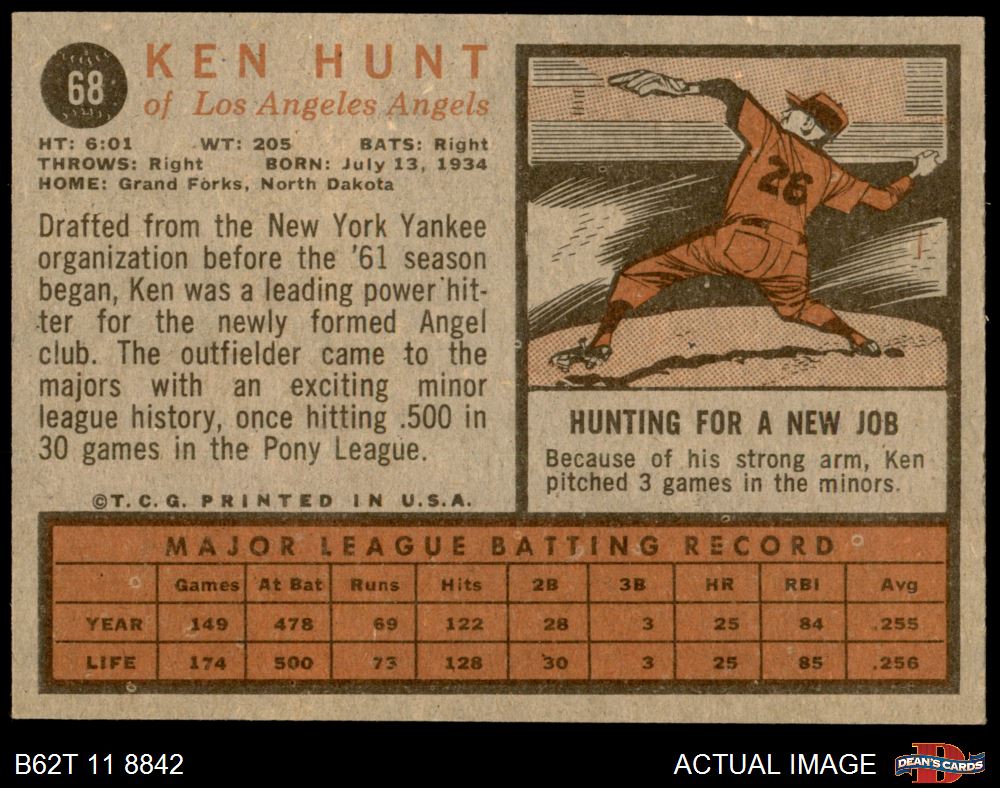 68
KEN HUNT
of Los Angeles Angels
HT: 6:01 WT: 205 BATS: Right
THROWS: Right BORN: July 13, 1934
HOME: Grand Forks, North Dakota
Drafted from the New York Yankee
organization before the '61 season
began, Ken was a leading power hit-
ter for the newly formed Angel
club. The outfielder came to the
majors with an exciting minor
league history, once hitting .500 in
30 games in the Pony League.
©T.C.G. PRINTED IN U.S.A.
26
HUNTING FOR A NEW JOB
Because of his strong arm, Ken
pitched 3 games in the minors.
MAJOR LEAGUE BATTING RECORD
Games At Bat Runs Hits 2B 3B HR RBI Avg
YEAR 149 478 69 122 28 3 25 84 .255
LIFE 174 500 73 128 30 3 25 85 .256
B62T 11 8842
ACTUAL IMAGE
D
DEAN'S CARDS